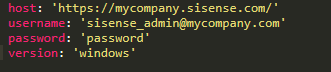 host: 'https://mycompany.sisense.com/'
username: 'sisense_admin@mycompany.com'
password: 'password'
version: 'windows'